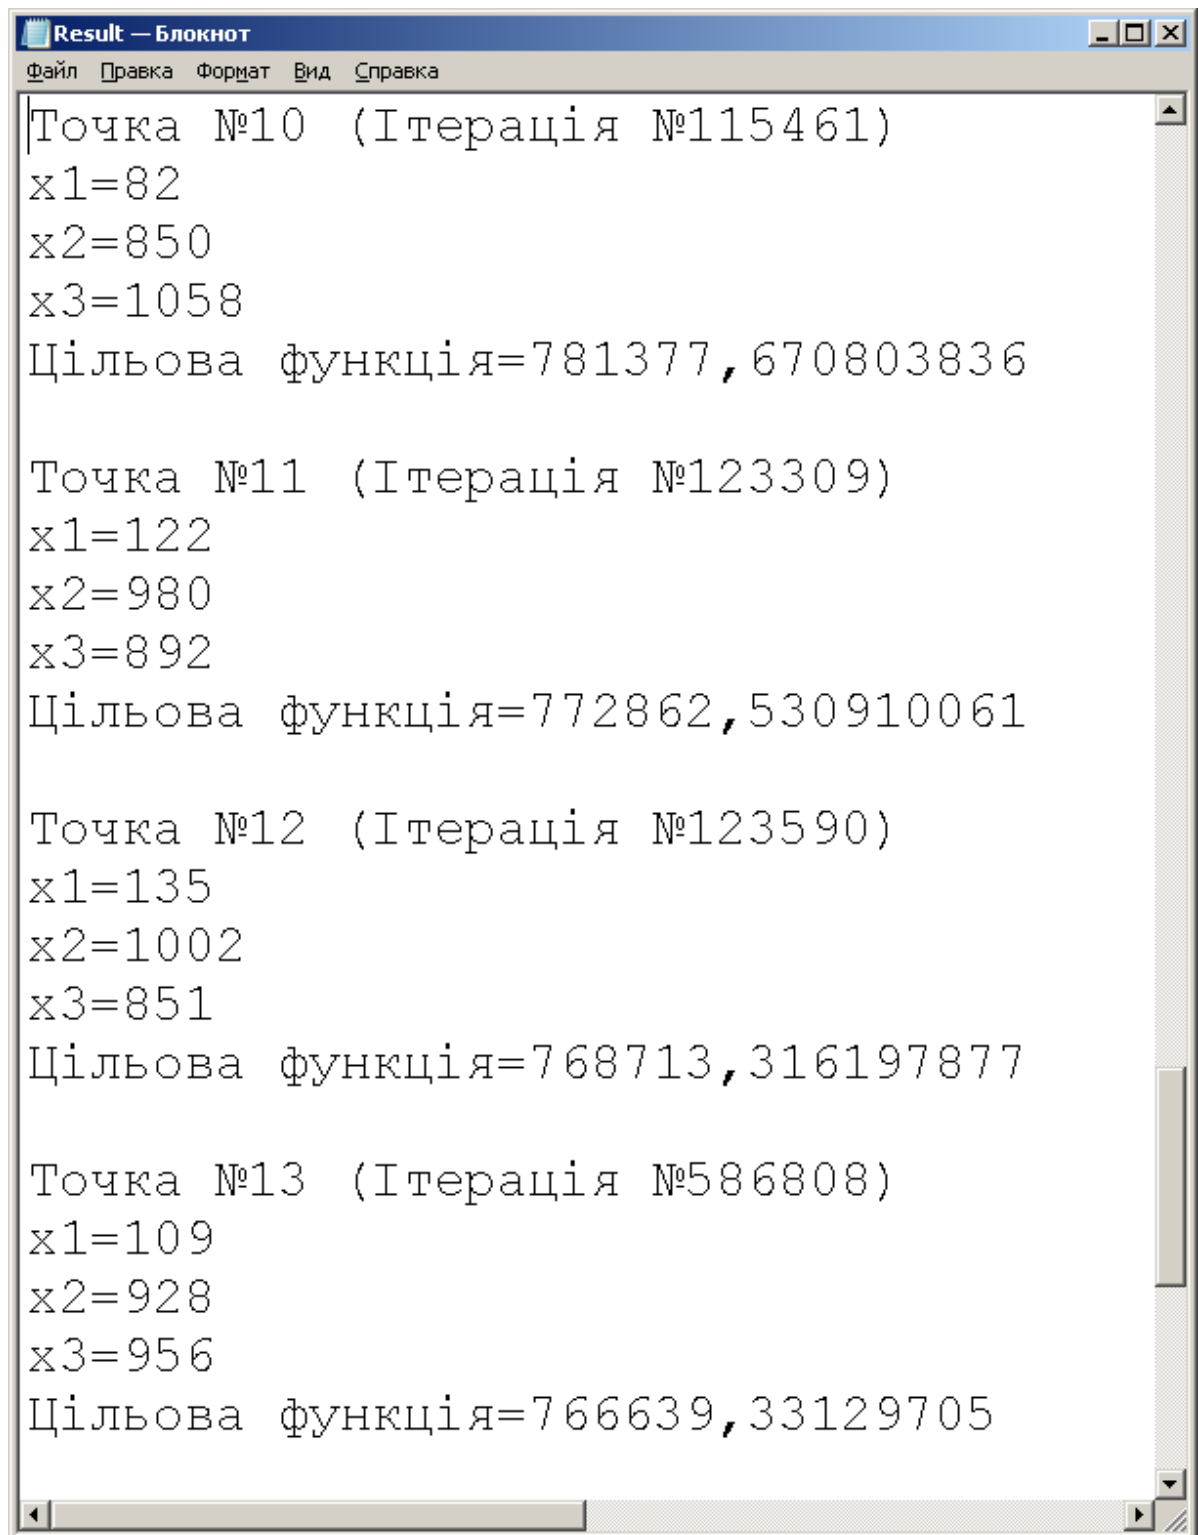 Result — Блокнот
Файл Правка Формат Вид Справка
Точка №10 (Ітерація №115461)
x1=82
x2=850
x3=1058
Цільова функція=781377,670803836
Точка №11 (Ітерація №123309)
x1=122
x2=980
x3=892
Цільова функція=772862,530910061
Точка №12 (Ітерація №123590)
x1=135
x2=1002
x3=851
Цільова функція=768713,316197877
Точка №13 (Ітерація №586808)
x1=109
x2=928
x3=956
Цільова функція=766639,33129705